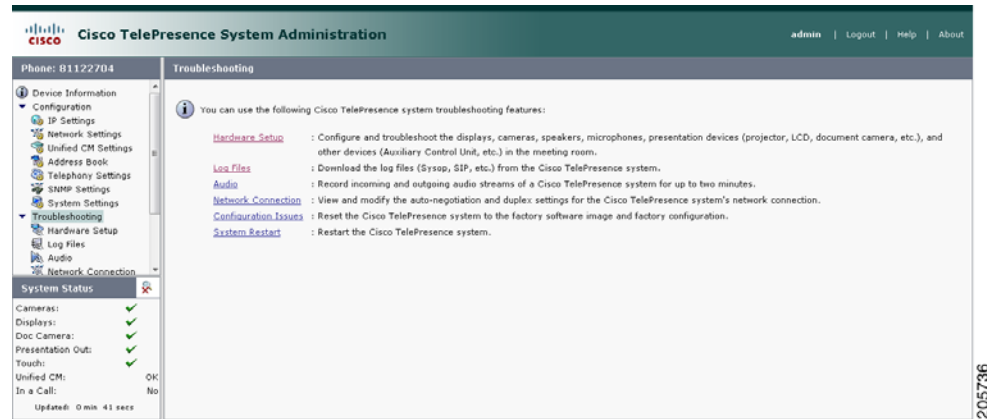 CISCO Cisco TelePresence System Administration
admin | Logout | Help | About
Phone: 81122704
Troubleshooting
Device Information
Configuration
IP Settings
Network Settings
Unified CM Settings
Address Book
Telephony Settings
SNMP Settings
System Settings
Troubleshooting
Hardware Setup
Log Files
Audio
Network Connection
System Status
Cameras:
Displays:
Doc Camera:
Presentation Out:
Touch:
Unified CM: OK
In a Call: No
Updated: 0 min 41 secs
You can use the following Cisco TelePresence system troubleshooting features:
Hardware Setup : Configure and troubleshoot the displays, cameras, speakers, microphones, presentation devices (projector, LCD, document camera, etc.), and
other devices (Auxiliary Control Unit, etc.) in the meeting room.
Log Files : Download the log files (Sysop, SIP, etc.) from the Cisco TelePresence system.
Audio : Record incoming and outgoing audio streams of a Cisco TelePresence system for up to two minutes.
Network Connection : View and modify the auto-negotiation and duplex settings for the Cisco TelePresence system's network connection.
Configuration Issues : Reset the Cisco TelePresence system to the factory software image and factory configuration.
System Restart : Restart the Cisco TelePresence system.
205736